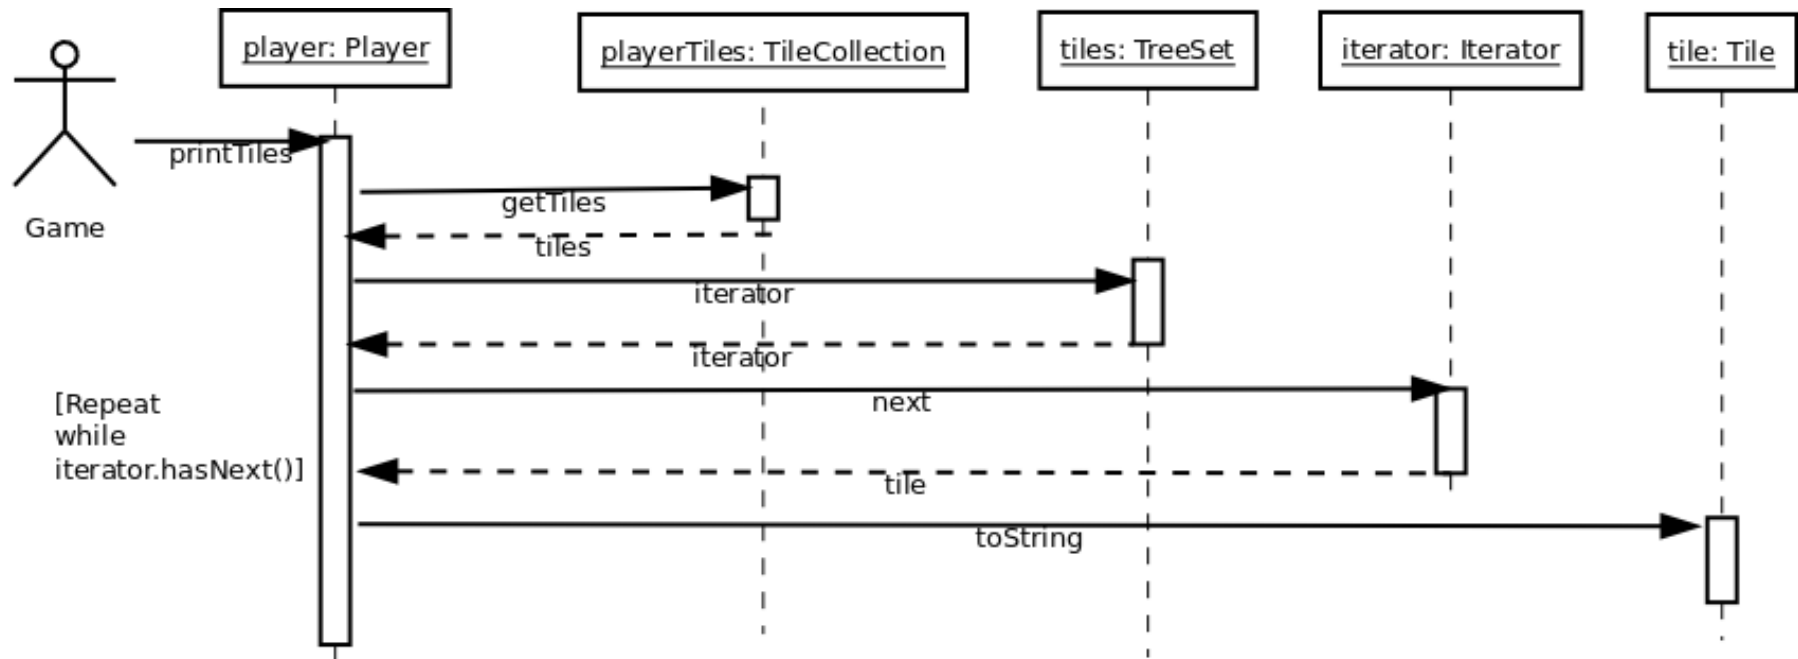 player: Player
playerTiles: TileCollection
tiles: TreeSet
iterator: Iterator
tile: Tile
printTiles
getTiles
Game
tiles
iterator
iterator
next
[Repeat
while
iterator.hasNext()]
tile
toString